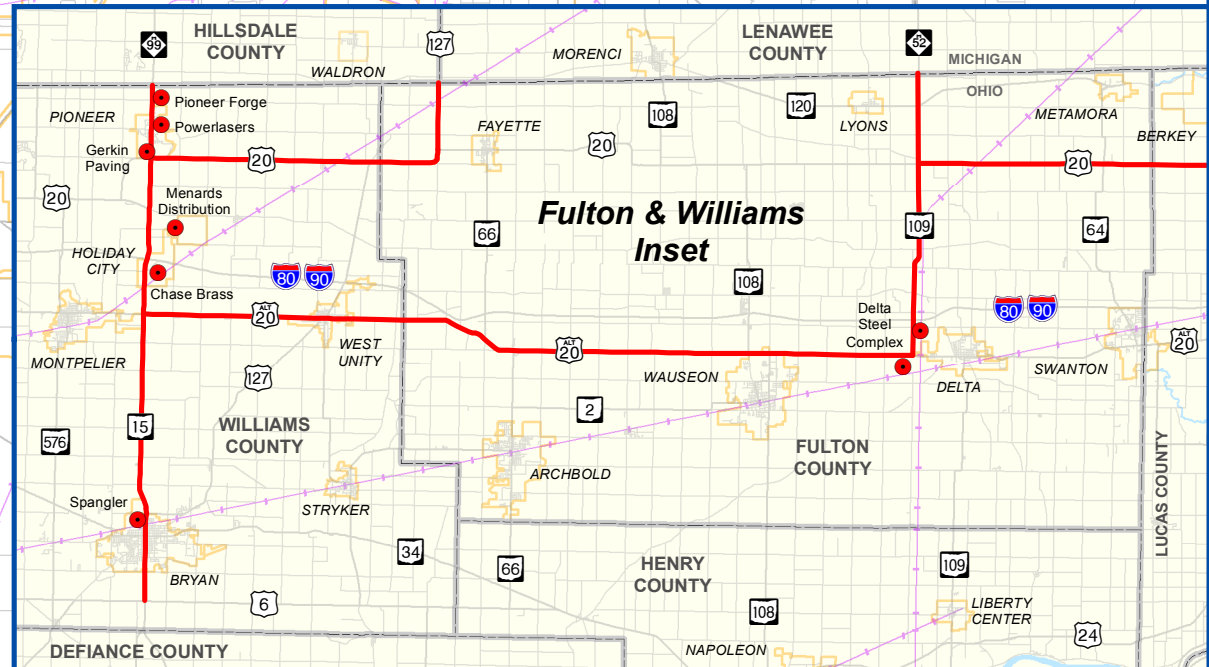 HILLSDALE
COUNTY
99
127
MORENCI
LENAWEE
COUNTY
52
MICHIGAN
OHIO
WALDRON
PIONEER
Pioneer Forge
Powerlasers
Gerkin
Paving
20
FAYETTE
20
108
120
LYONS
METAMORA
BERKEY
20
20
Menards
Distribution
Fulton & Williams
Inset
66
109
64
HOLIDAY
CITY
80
90
Chase Brass
108
ALT
20
Delta
Steel
Complex
80
90
MONTPELIER
WEST
UNITY
ALT
20
WAUSEON
DELTA
SWANTON
ALT
20
127
2
15
576
WILLIAMS
COUNTY
FULTON
COUNTY
ARCHBOLD
LUCAS COUNTY
Spangler
STRYKER
34
66
HENRY
COUNTY
109
BRYAN
6
108
LIBERTY
CENTER
24
DEFIANCE COUNTY
NAPOLEON